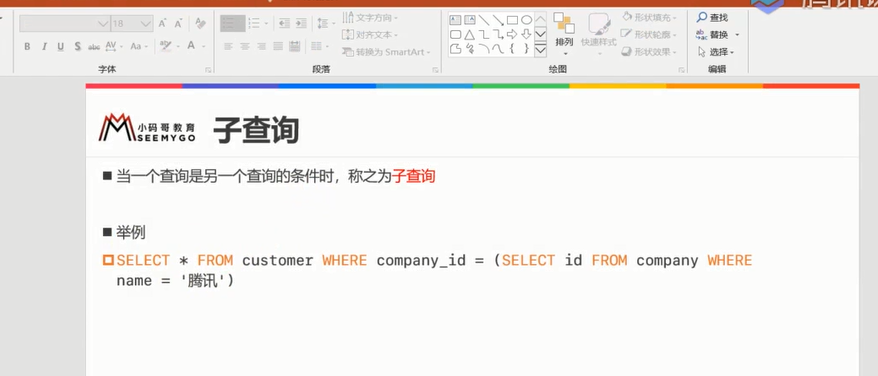 18
文字方向
对齐文本
转换为 SmartArt
B I U S abc AV Aa A
排列
快速样式
形状填充
形状轮廓
形状效果
查找
替换
选择
字体
段落
绘图
编辑
小码哥教育
SEEMYGO
子查询
当一个查询是另一个查询的条件时，称之为子查询
举例
SELECT * FROM customer WHERE company_id = (SELECT id FROM company WHERE
name = '腾讯')